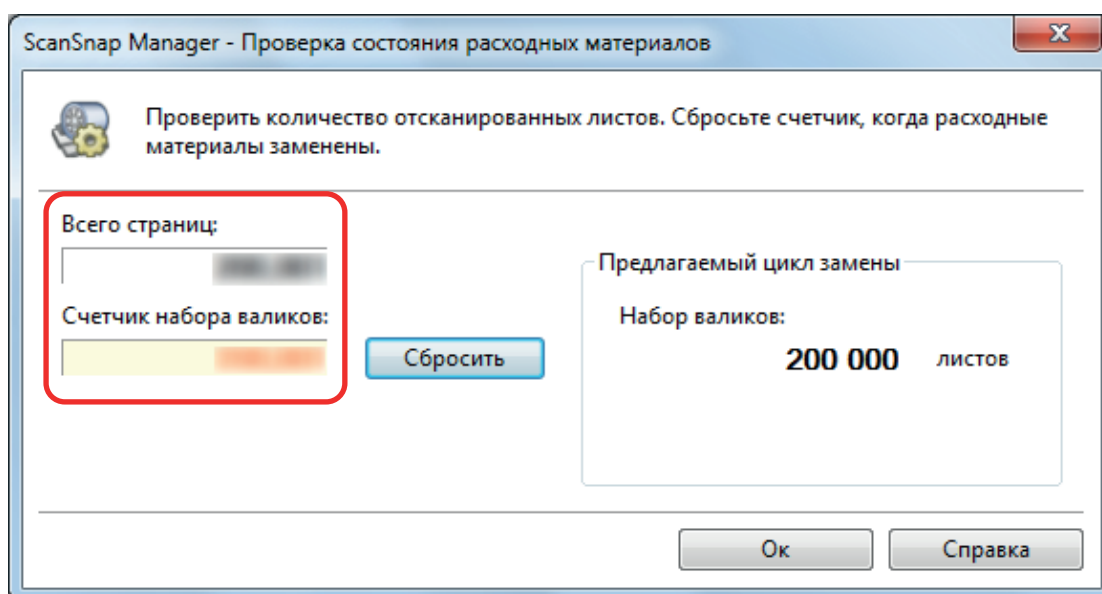 ScanSnap Manager - Проверка состояния расходных материалов
Проверить количество отсканированных листов. Сбросьте счетчик, когда расходные
материалы заменены.
Всего страниц:
Счетчик набора валиков:
Сбросить
Предлагаемый цикл замены
Набор валиков:
200 000 листов
Ок
Справка